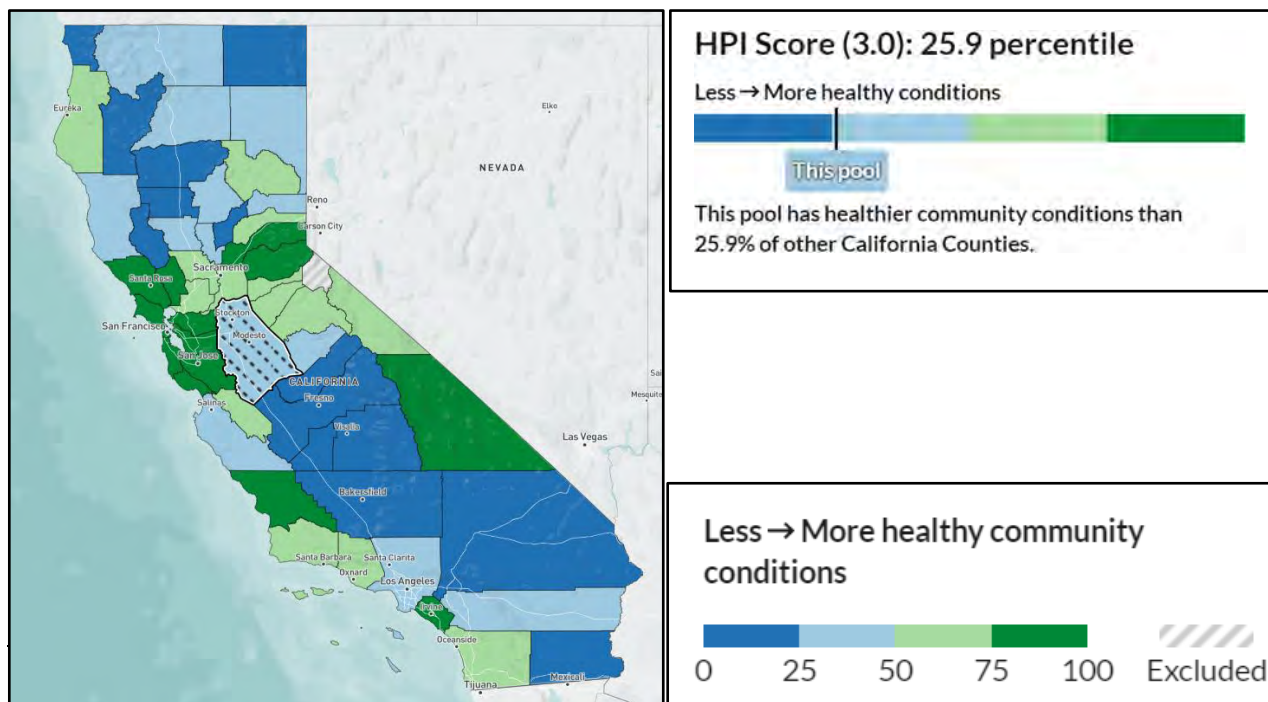 Eureka
Elko
NEVADA
Reno
Carson City
Sacramento
Santa Rosa
Stockton
San Francisco
Modesto
San Jose
CALIFORNIA
Salinas
Fresno
Visalia
Mesquite
Las Vegas
Bakersfield
Santa Barbara
Santa Clarita
Oxnard
Los Angeles
Irvine
Oceanside
Mexicali
Tijuana
HPI Score (3.0): 25.9 percentile
Less → More healthy conditions
This pool
This pool has healthier community conditions than
25.9% of other California Counties.
Less → More healthy community
conditions
0 25 50 75 100 Excluded